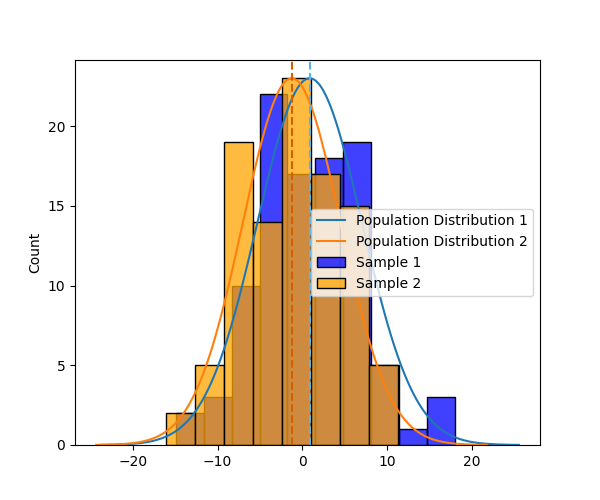 20
15
10
5
0
Count
Population Distribution 1
Population Distribution 2
Sample 1
Sample 2
−20
−10
0
10
20